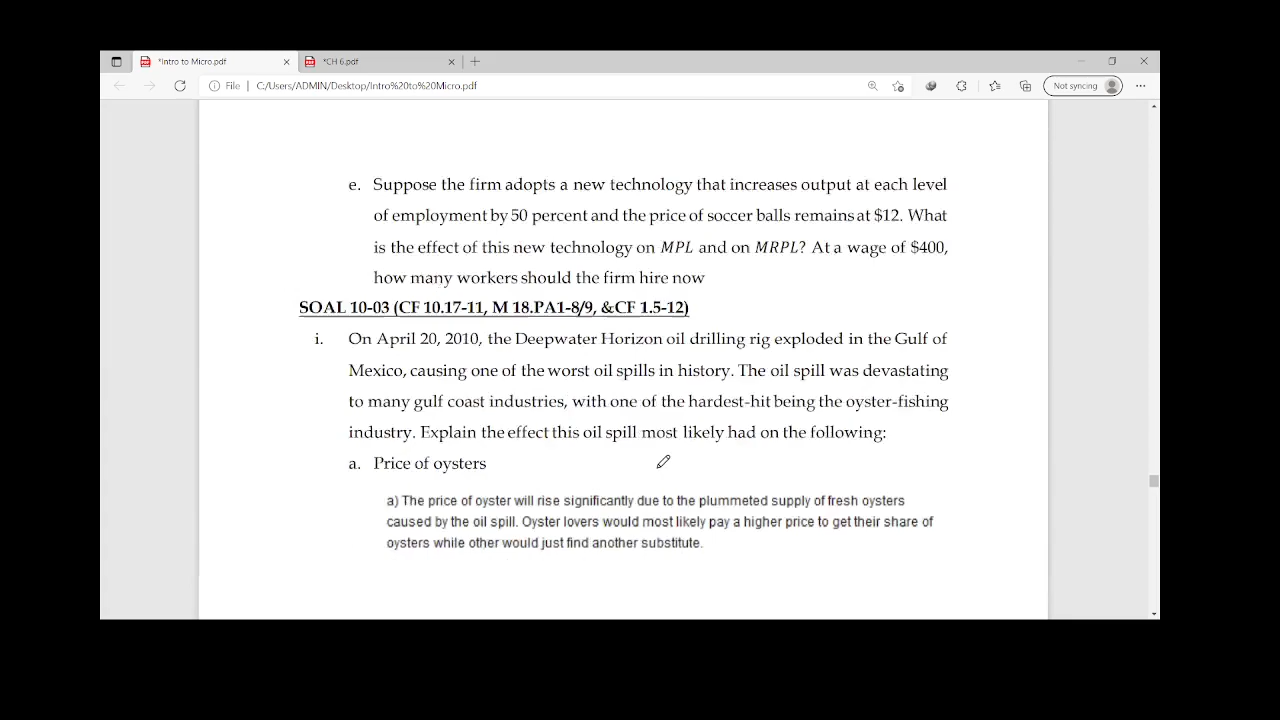 *Intro to Micro.pdf
*CH 6.pdf
File | C:/Users/ADMIN/Desktop/Intro%20to%20Micro.pdf
Not syncing
e. Suppose the firm adopts a new technology that increases output at each level
of employment by 50 percent and the price of soccer balls remains at $12. What
is the effect of this new technology on MPL and on MRPL? At a wage of $400,
how many workers should the firm hire now
SOAL 10-03 (CF 10.17-11, M 18.PA1-8/9, &CF 1.5-12)
i. On April 20, 2010, the Deepwater Horizon oil drilling rig exploded in the Gulf of
Mexico, causing one of the worst oil spills in history. The oil spill was devastating
to many gulf coast industries, with one of the hardest-hit being the oyster-fishing
industry. Explain the effect this oil spill most likely had on the following:
a. Price of oysters
a) The price of oyster will rise significantly due to the plummeted supply of fresh oysters
caused by the oil spill. Oyster lovers would most likely pay a higher price to get their share of
oysters while other would just find another substitute.